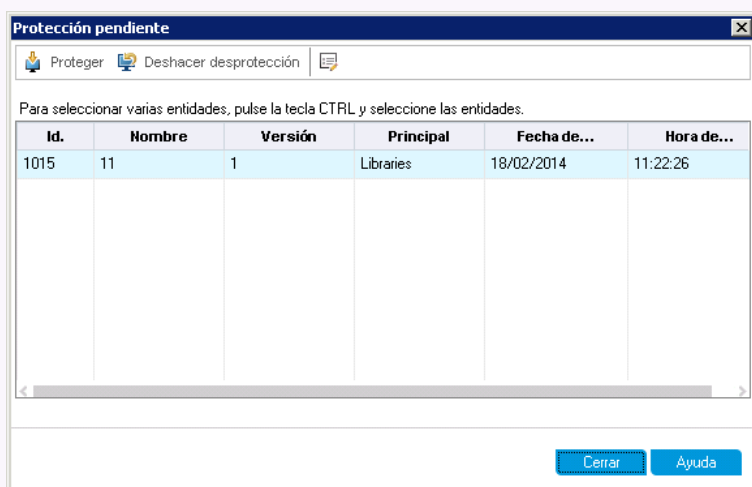 Protección pendiente
Proteger Deshacer desprotección
Para seleccionar varias entidades, pulse la tecla CTRL y seleccione las entidades.
Id. Nombre Versión Principal Fecha de... Hora de...
1015 11 1 Libraries 18/02/2014 11:22:26
Cerrar Ayuda